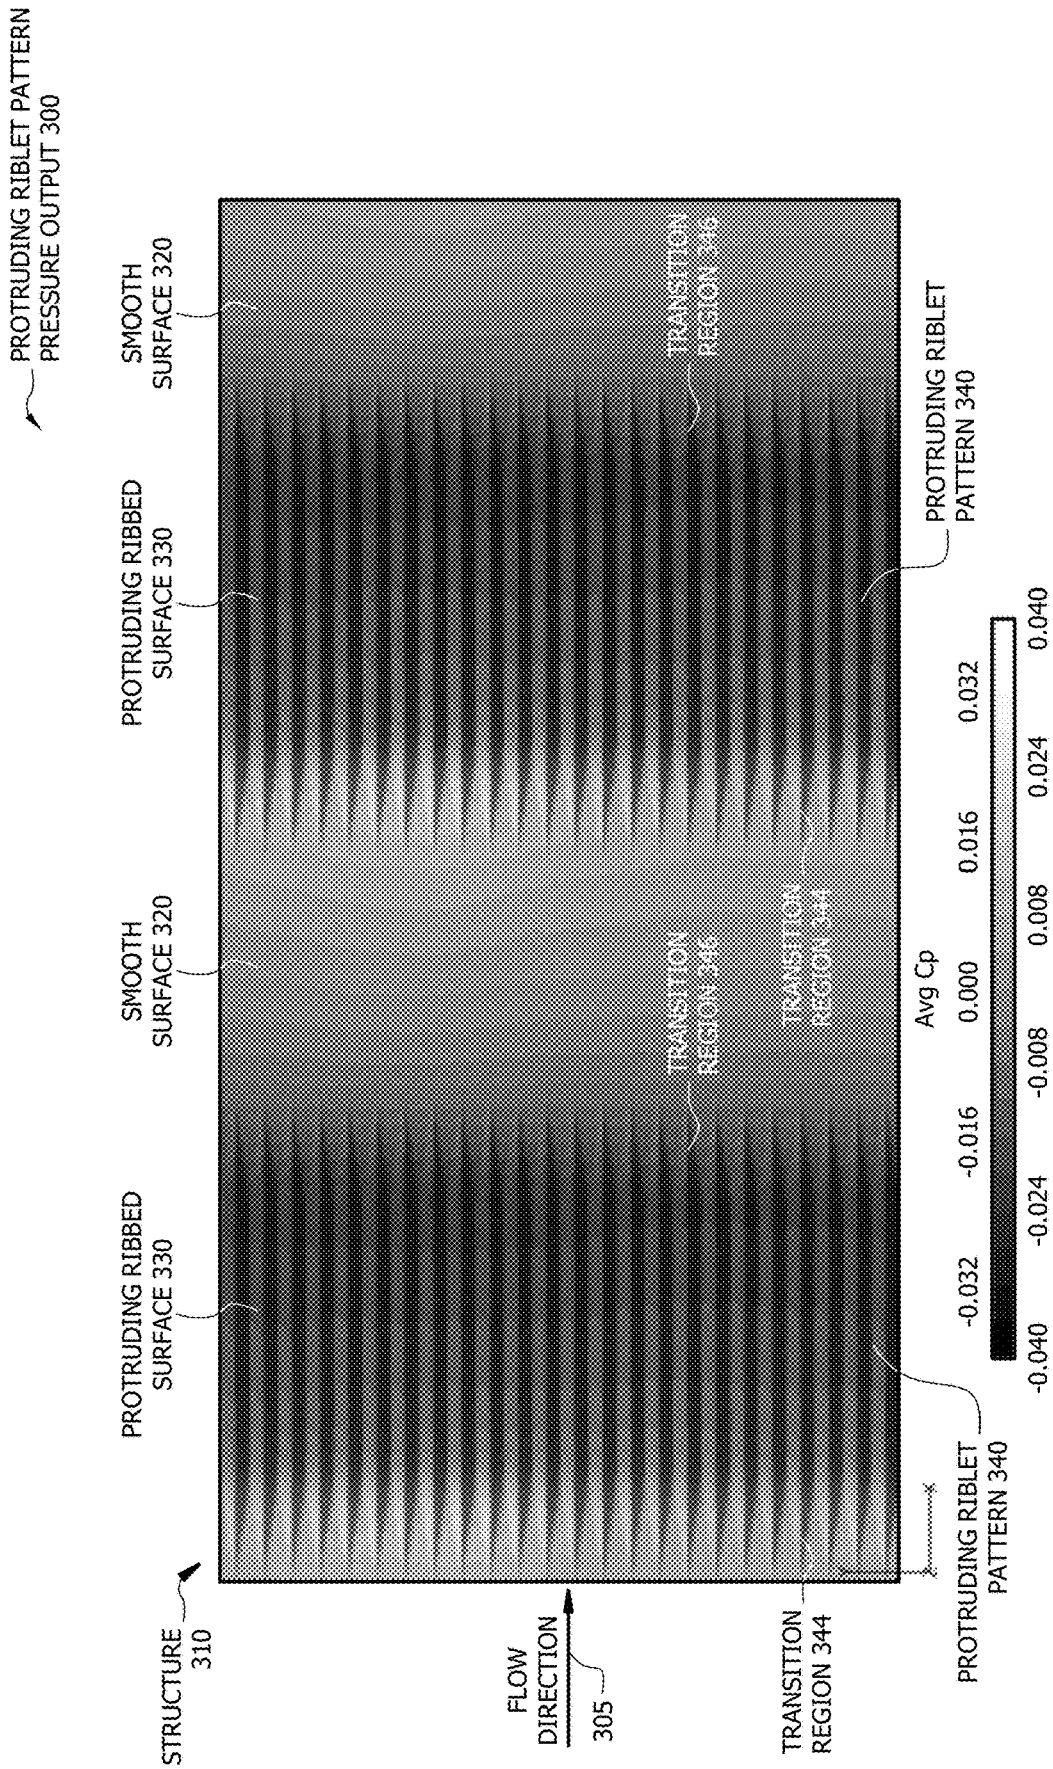 PROTRUDING RIBLET PATTERN
PRESSURE OUTPUT 300
STRUCTURE
310
PROTRUDING RIBBED
SURFACE 330
SMOOTH
SURFACE 320
PROTRUDING RIBBED
SURFACE 330
SMOOTH
SURFACE 320
FLOW
DIRECTION
305
TRANSITION
REGION 346
TRANSITION
REGION 346
TRANSITION
REGION 344
TRANSITION
REGION 344
PROTRUDING RIBLET
PATTERN 340
PROTRUDING RIBLET
PATTERN 340
Avg Cp
-0.032 -0.016 0.000 0.016 0.032
-0.040 -0.024 -0.008 0.008 0.024 0.040